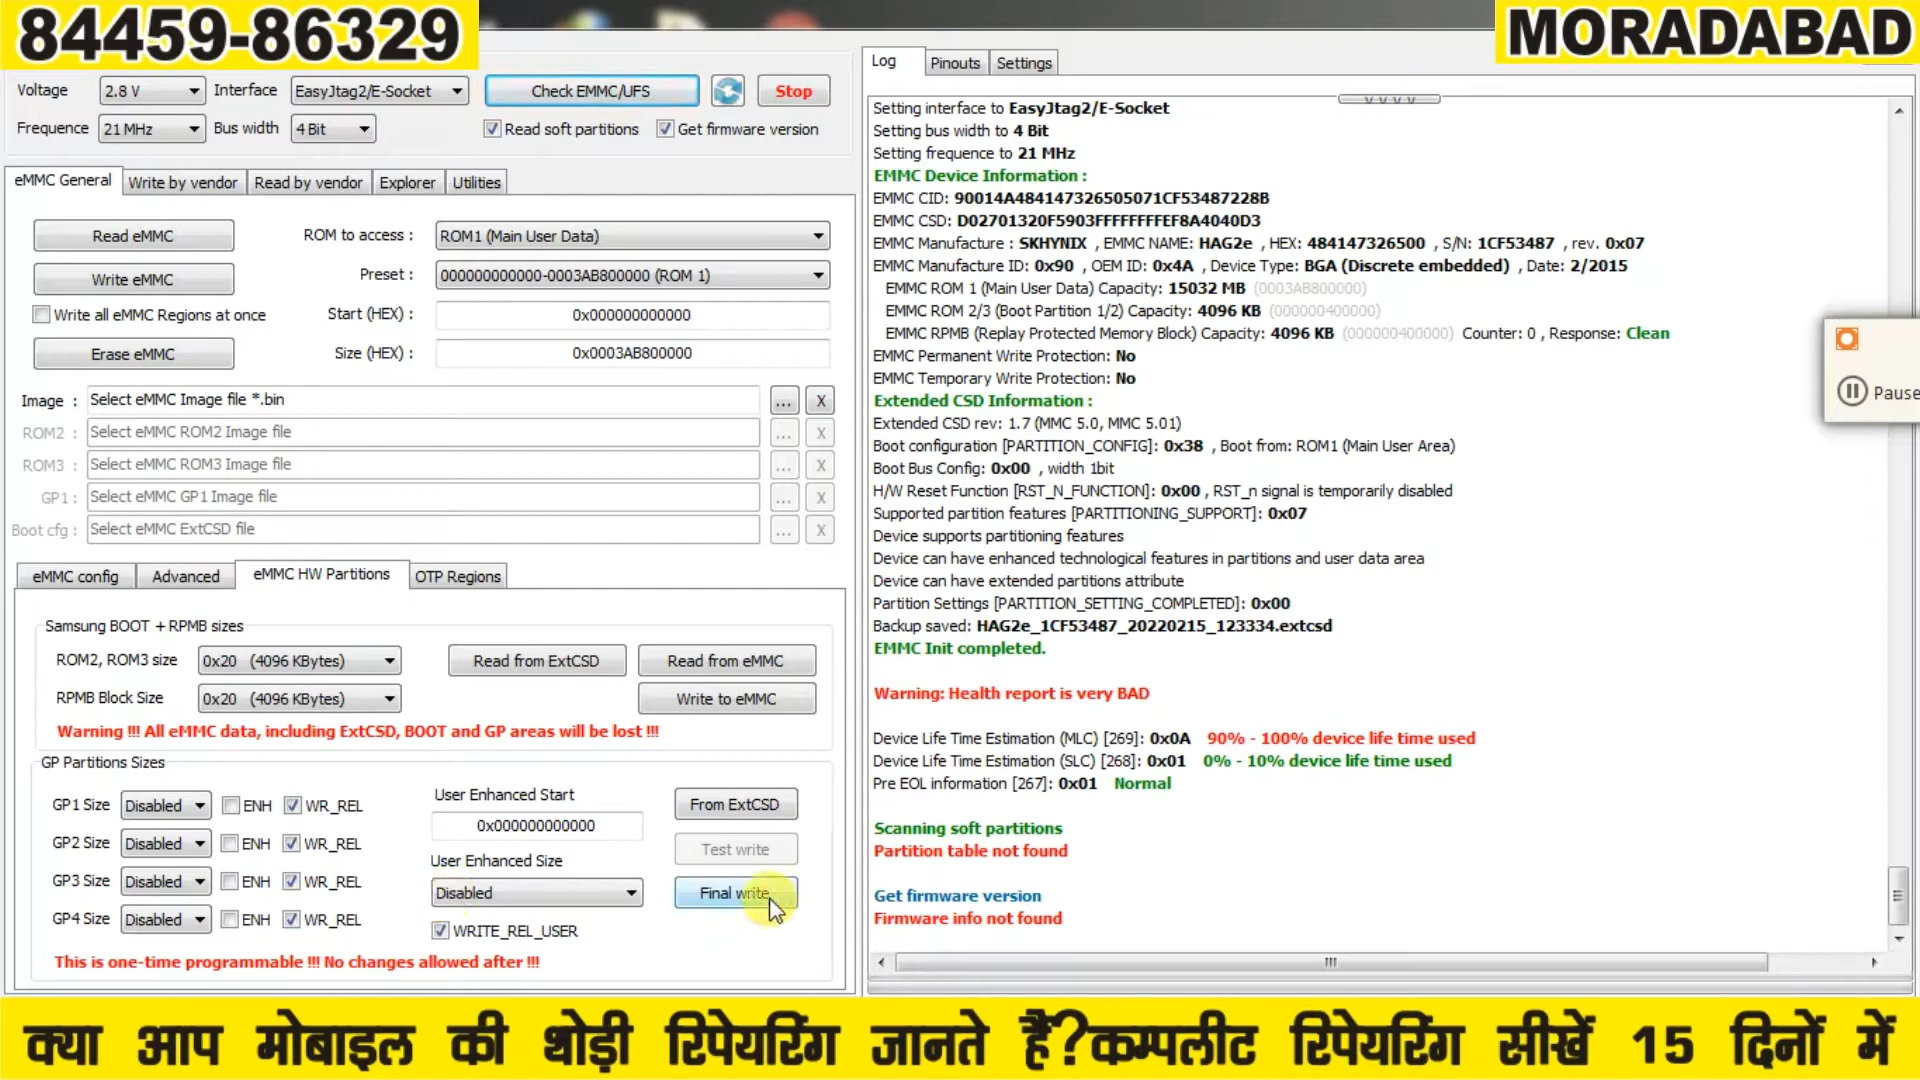 84459-86329
MORADABAD
Voltage 2.8 V Interface EasyJtag2/E-Socket Check EMMC/UFS Stop
Frequency 21 MHz Bus width 4 Bit Read soft partitions Get firmware version
eMMC General Write by vendor Read by vendor Explorer Utilities
Read eMMC ROM to access : ROM1 (Main User Data)
Write eMMC Preset : 000000000000-0003AB800000 (ROM 1)
Write all eMMC Regions at once Start (HEX) : 0x000000000000
Erase eMMC Size (HEX) : 0x0003AB800000
Image : Select eMMC Image file *.bin ... X
ROM2 : Select eMMC ROM2 Image file ... X
ROM3 : Select eMMC ROM3 Image file ... X
GP1 : Select eMMC GP1 Image file ... X
Boot cfg : Select eMMC ExtCSD file ... X
eMMC config Advanced eMMC HW Partitions OTP Regions
Samsung BOOT + RPMB sizes
ROM2, ROM3 size 0x20 (4096 KBytes) Read from ExtCSD Read from eMMC
RPMB Block Size 0x20 (4096 KBytes) Write to eMMC
Warning !!! All eMMC data, including ExtCSD, BOOT and GP areas will be lost !!!
GP Partitions Sizes
GP1 Size Disabled ENH WR_REL
GP2 Size Disabled ENH WR_REL
GP3 Size Disabled ENH WR_REL
GP4 Size Disabled ENH WR_REL
User Enhanced Start
0x000000000000
User Enhanced Size
Disabled
WRITE_REL_USER
From ExtCSD
Test write
Final write
This is one-time programmable !!! No changes allowed after !!!
Log Pinouts Settings
Setting interface to EasyJtag2/E-Socket
Setting bus width to 4 Bit
Setting frequence to 21 MHz
EMMC Device Information :
EMMC CID: 90014A484147326505071CF53487228B
EMMC CSD: D02701320F5903FFFFFFFFEF8A4040D3
EMMC Manufacture : SKHYNIX , EMMC NAME: HAG2e , HEX: 484147326500 , S/N: 1CF53487 , rev. 0x07
EMMC Manufacture ID: 0x90 , OEM ID: 0x4A , Device Type: BGA (Discrete embedded) , Date: 2/2015
EMMC ROM 1 (Main User Data) Capacity: 15032 MB (0003AB800000)
EMMC ROM 2/3 (Boot Partition 1/2) Capacity: 4096 KB (000000400000)
EMMC RPMB (Replay Protected Memory Block) Capacity: 4096 KB (000000400000) Counter: 0 , Response: Clean
EMMC Permanent Write Protection: No
EMMC Temporary Write Protection: No
Extended CSD Information :
Extended CSD rev: 1.7 (MMC 5.0, MMC 5.01)
Boot configuration [PARTITION_CONFIG]: 0x38 , Boot from: ROM1 (Main User Area)
Boot Bus Config: 0x00 , width 1bit
H/W Reset Function [RST_N_FUNCTION]: 0x00 , RST_n signal is temporarily disabled
Supported partition features [PARTITIONING_SUPPORT]: 0x07
Device supports partitioning features
Device can have enhanced technological features in partitions and user data area
Device can have extended partitions attribute
Partition Settings [PARTITION_SETTING_COMPLETED]: 0x00
Backup saved: HAG2e_1CF53487_20220215_123334.extcsd
EMMC Init completed.
Warning: Health report is very BAD
Device Life Time Estimation (MLC) [269]: 0x0A 90% - 100% device life time used
Device Life Time Estimation (SLC) [268]: 0x01 0% - 10% device life time used
Pre EOL information [267]: 0x01 Normal
Scanning soft partitions
Partition table not found
Get firmware version
Firmware info not found
Pause
क्या आप मोबाइल की थोड़ी रिपेयरिंग जानते हैं?कम्पलीट रिपेयरिंग सीखें 15 दिनों में